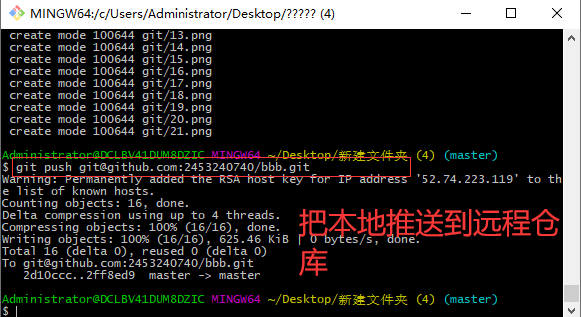 MINGW64:/c/Users/Administrator/Desktop/????? (4)
create mode 100644 git/13.png
create mode 100644 git/14.png
create mode 100644 git/15.png
create mode 100644 git/16.png
create mode 100644 git/17.png
create mode 100644 git/18.png
create mode 100644 git/19.png
create mode 100644 git/20.png
create mode 100644 git/21.png
Administrator@DCLBV41DUM8DZIC MINGW64 ~/Desktop/新建文件夹 (4) (master)
$ git push git@github.com:2453240740/bbb.git
Warning: Permanently added the RSA host key for IP address '52.74.223.119' to th
e list of known hosts.
Counting objects: 16, done.
Delta compression using up to 4 threads.
Compressing objects: 100% (16/16), done.
Writing objects: 100% (16/16), 625.46 KiB | 0 bytes/s, done.
Total 16 (delta 0), reused 0 (delta 0)
To git@github.com:2453240740/bbb.git
2d10ccc..2ff8ed9 master -> master
把本地推送到远程仓
库
Administrator@DCLBV41DUM8DZIC MINGW64 ~/Desktop/新建文件夹 (4) (master)
$